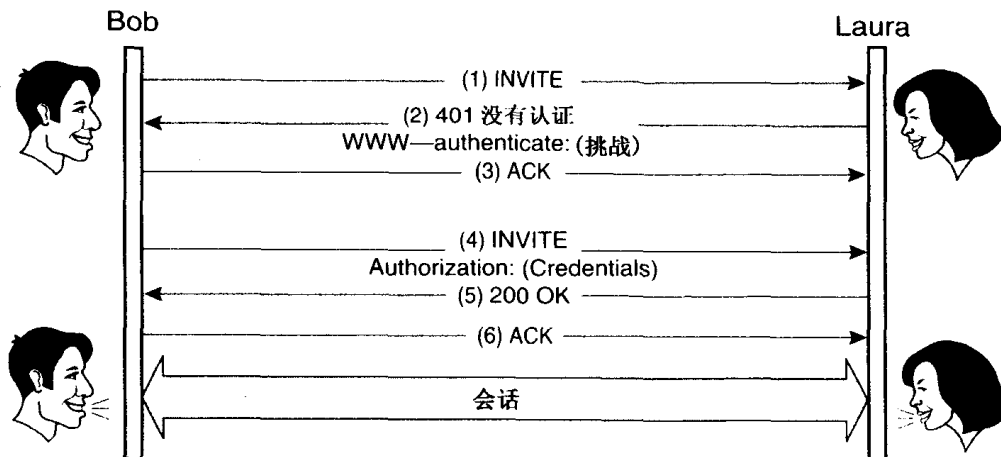 Bob
Laura
(1) INVITE
(2) 401 没有认证
WWW—authenticate: (挑战)
(3) ACK
(4) INVITE
Authorization: (Credentials)
(5) 200 OK
(6) ACK
会话